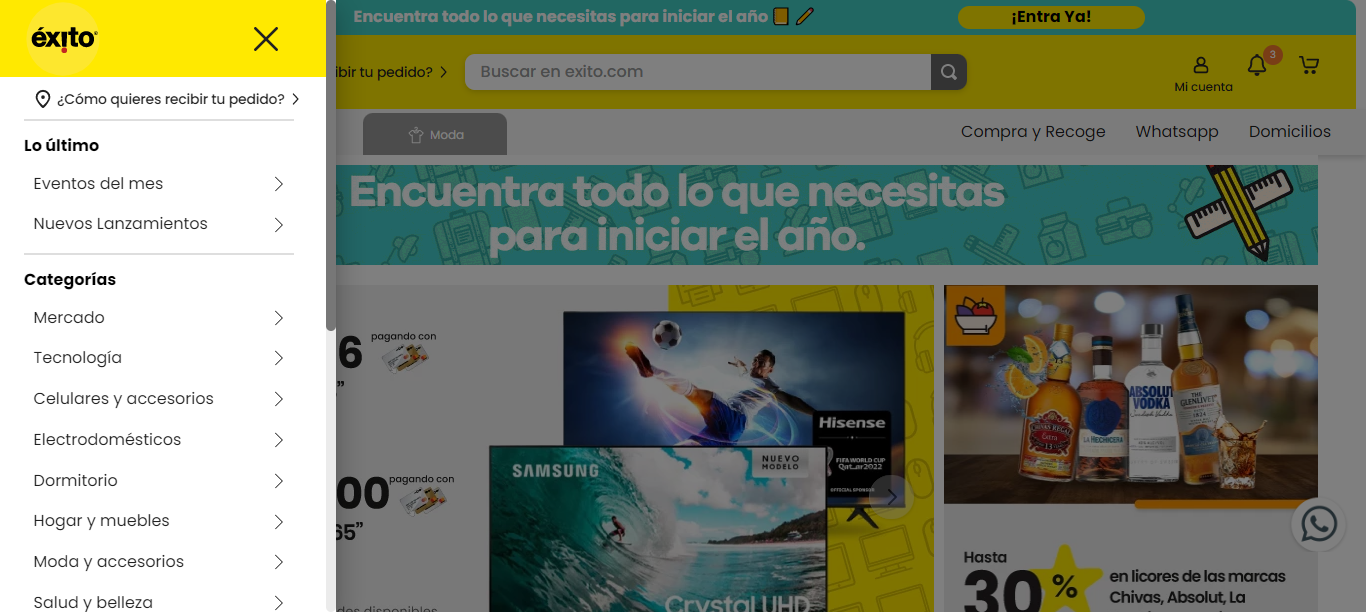 Encuentra todo lo que necesitas para iniciar el año
¡Entra Ya!
éxito
ibir tu pedido?
Buscar en exito.com
3
Mi cuenta
¿Cómo quieres recibir tu pedido?
Moda
Compra y Recoge
Whatsapp
Domicilios
Lo último
Eventos del mes
Nuevos Lanzamientos
Categorías
Mercado
Tecnología
Celulares y accesorios
Electrodomésticos
Dormitorio
Hogar y muebles
Moda y accesorios
Salud y belleza
Encuentra todo lo que necesitas
para iniciar el año.
6
pagando con
00
pagando con
65”
Hisense
FIFA WORLD CUP
Qatar2022
OFFICIAL SPONSOR
SAMSUNG
NUEVO
MODELO
Crystal UHD
des disponibles
CHIVAS REGAL
Extra
13
LA HECHICERA
ABSOLUT
VODKA
THE
GLENLIVET
1824
Hasta
30%
en licores de las marcas
Chivas, Absolut, La